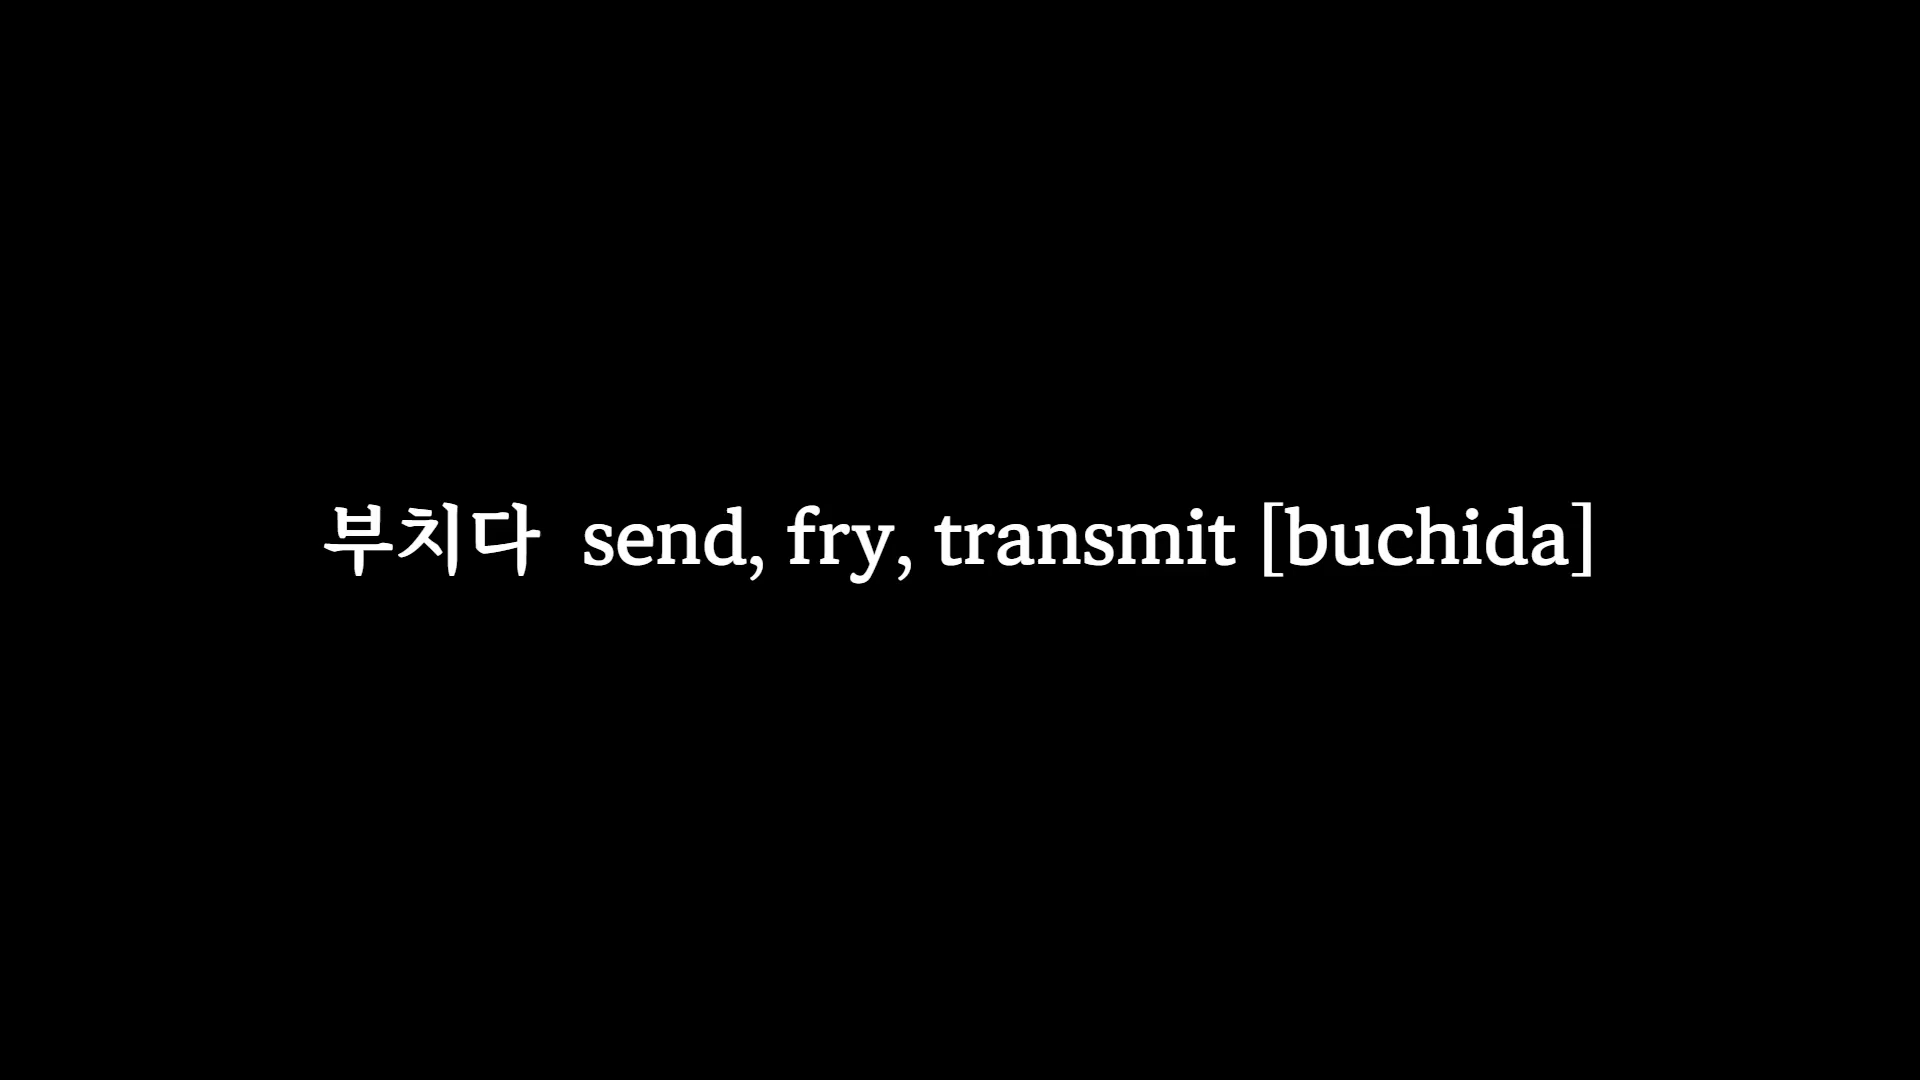 부치다  send, fry, transmit [buchida]